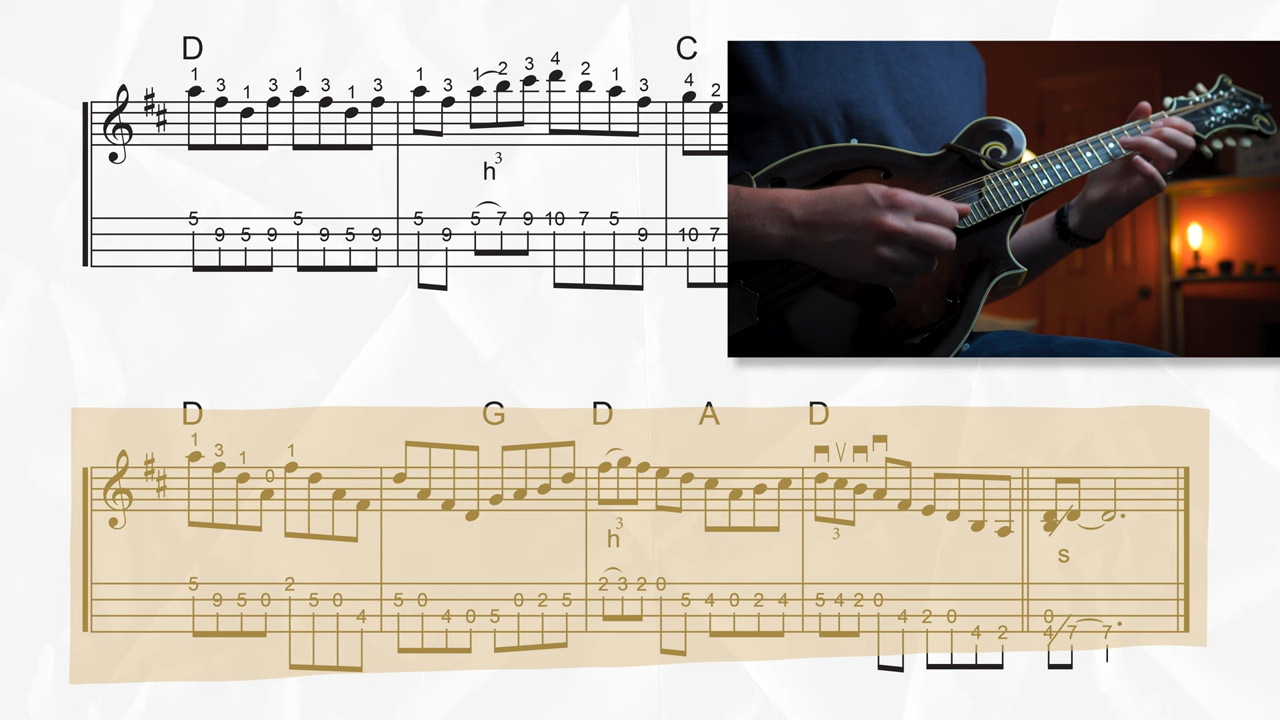 D C
1 3 1 3 1 3 1 3 1 3 1 2 3 4 2 1 3 4 2
3
h
5 5 5 5 7 9 10 7 5
9 5 9 9 5 9 9 9 10 7
D G D A D
1 3 1 0 1
3 3
h s
5 2 2 3 2 0
9 5 0 5 0 5 0 0 2 5 5 4 0 2 4 5 4 2 0
4 4 0 5 4 2 0 0
4 2 4 7 7